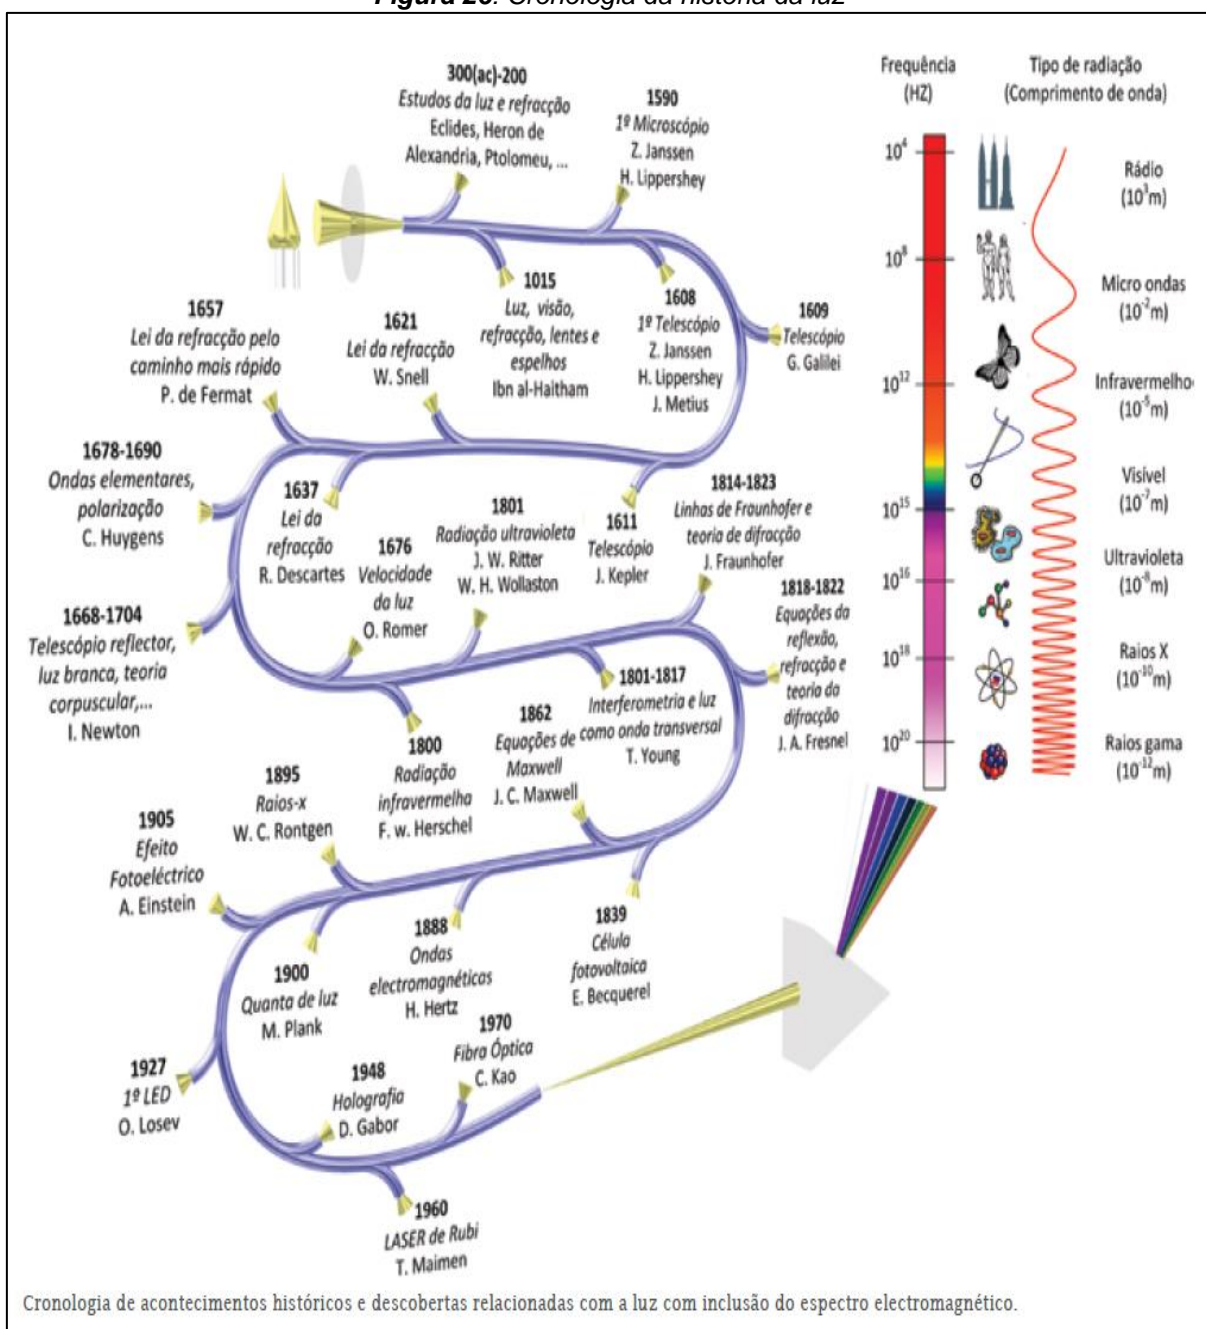 Figura 26: Cronologia da história da luz
300(ac)-200
Estudos da luz e refracção
Eclides, Heron de
Alexandria, Ptolomeu, ...
1590
1º Microscópio
Z. Janssen
H. Lippershey
1015
Luz, visão,
refracção, lentes e
espelhos
Ibn al-Haitham
1608
1º Telescópio
Z. Janssen
H. Lippershey
J. Metius
1609
Telescópio
G. Galilei
1657
Lei da refracção pelo
caminho mais rápido
P. de Fermat
1621
Lei da refracção
W. Snell
1678-1690
Ondas elementares,
polarização
C. Huygens
1637
Lei da
refracção
R. Descartes
1611
Telescópio
J. Kepler
1668-1704
Telescópio reflector,
luz branca, teoria
corpuscular,...
I. Newton
1676
Velocidade
da luz
O. Romer
1801
Radiação ultravioleta
J. W. Ritter
W. H. Wollaston
1814-1823
Linhas de Fraunhofer e
teoria de difracção
J. Fraunhofer
1800
Radiação
infravermelha
F. w. Herschel
1801-1817
Interferometria e luz
como onda transversal
T. Young
1818-1822
Equações da
reflexão,
refracção e
teoria da
difracção
J. A. Fresnel
1862
Equações de
Maxwell
J. C. Maxwell
1895
Raios-x
W. C. Rontgen
1905
Efeito
Fotoeléctrico
A. Einstein
1900
Quanta de luz
M. Plank
1888
Ondas
electromagnéticas
H. Hertz
1839
Célula
fotovoltaica
E. Becquerel
1927
1º LED
O. Losev
1948
Holografia
D. Gabor
1970
Fibra Óptica
C. Kao
1960
LASER de Rubi
T. Maimen
Frequência
(HZ)
Tipo de radiação
(Comprimento de onda)
10⁴
10⁸
10¹²
10¹⁵
10¹⁶
10¹⁸
10²⁰
Rádio
(10³m)
Micro ondas
(10⁻²m)
Infravermelho
(10⁻⁵m)
Visível
(10⁻⁷m)
Ultravioleta
(10⁻⁸m)
Raios X
(10⁻¹⁰m)
Raios gama
(10⁻¹²m)
Cronologia de acontecimentos históricos e descobertas relacionadas com a luz com inclusão do espectro electromagnético.